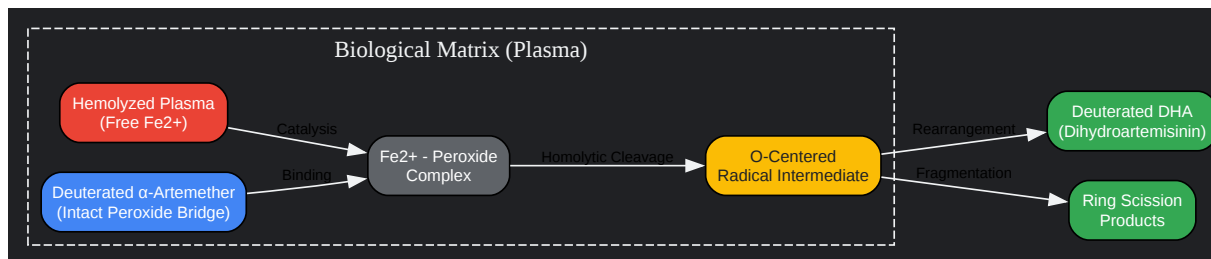 Biological Matrix (Plasma)
Hemolyzed Plasma
(Free Fe2+)
Catalysis
Deuterated α-Artemether
(Intact Peroxide Bridge)
Binding
Fe2+ - Peroxide
Complex
Homolytic Cleavage
O-Centered
Radical Intermediate
Rearrangement
Deuterated DHA
(Dihydroartemisinin)
Fragmentation
Ring Scission
Products